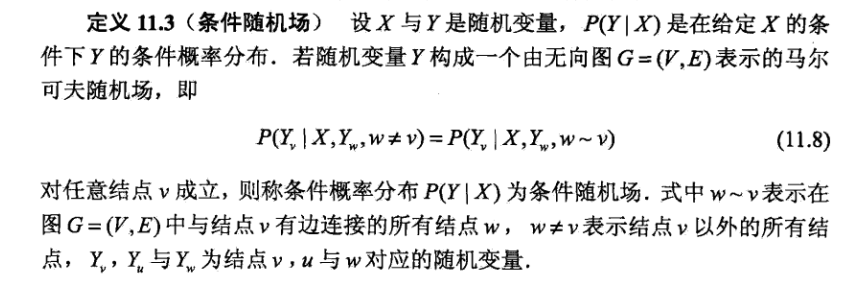 定义 11.3（条件随机场） 设 X 与 Y 是随机变量，P(Y | X) 是在给定 X 的条
件下 Y 的条件概率分布．若随机变量 Y 构成一个由无向图 G = (V, E) 表示的马尔
可夫随机场，即
P(Y_v | X, Y_w, w ≠ v) = P(Y_v | X, Y_w, w ~ v) (11.8)
对任意结点 v 成立，则称条件概率分布 P(Y | X) 为条件随机场．式中 w ~ v 表示在
图 G = (V, E) 中与结点 v 有边连接的所有结点 w， w ≠ v 表示结点 v 以外的所有结
点， Y_v，Y_u 与 Y_w 为结点 v，u 与 w 对应的随机变量．